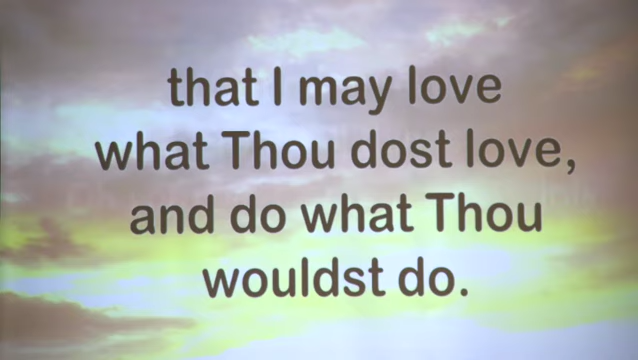 that I may love
what Thou dost love,
and do what Thou
wouldst do.